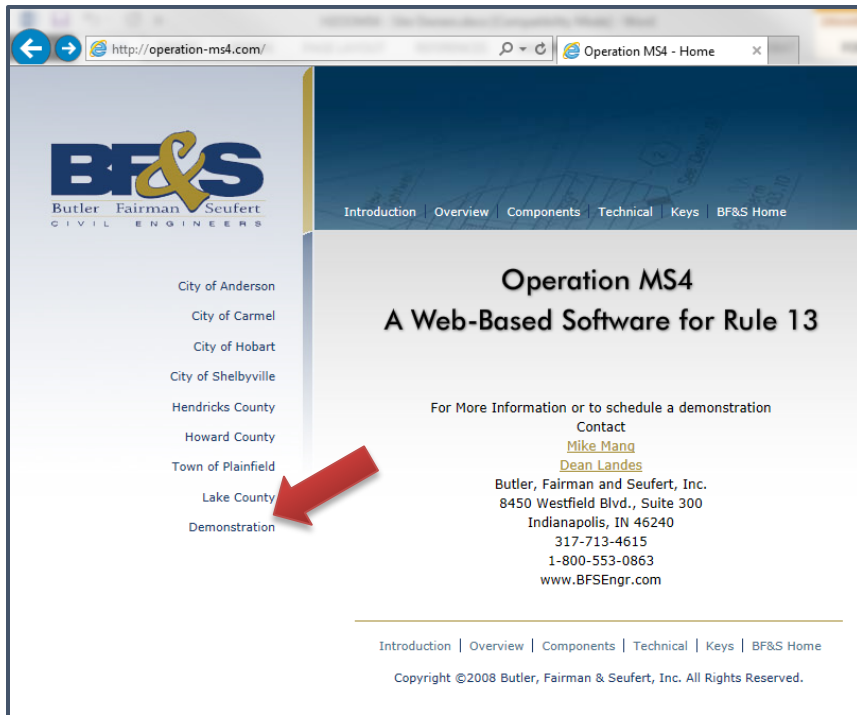 http://operation-ms4.com/
Operation MS4 - Home
BF&S
Butler Fairman Seufert
CIVIL ENGINEERS
Introduction | Overview | Components | Technical | Keys | BF&S Home
City of Anderson
City of Carmel
City of Hobart
City of Shelbyville
Hendricks County
Howard County
Town of Plainfield
Lake County
Demonstration
Operation MS4
A Web-Based Software for Rule 13
For More Information or to schedule a demonstration
Contact
Mike Mang
Dean Landes
Butler, Fairman and Seufert, Inc.
8450 Westfield Blvd., Suite 300
Indianapolis, IN 46240
317-713-4615
1-800-553-0863
www.BFSEngr.com
Introduction | Overview | Components | Technical | Keys | BF&S Home
Copyright ©2008 Butler, Fairman & Seufert, Inc. All Rights Reserved.